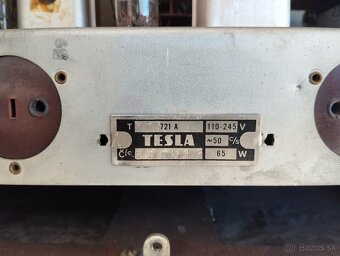 T 721 A 110-245 V
TESLA ~50 c/s
Č/c 65 W
Bazos.sk